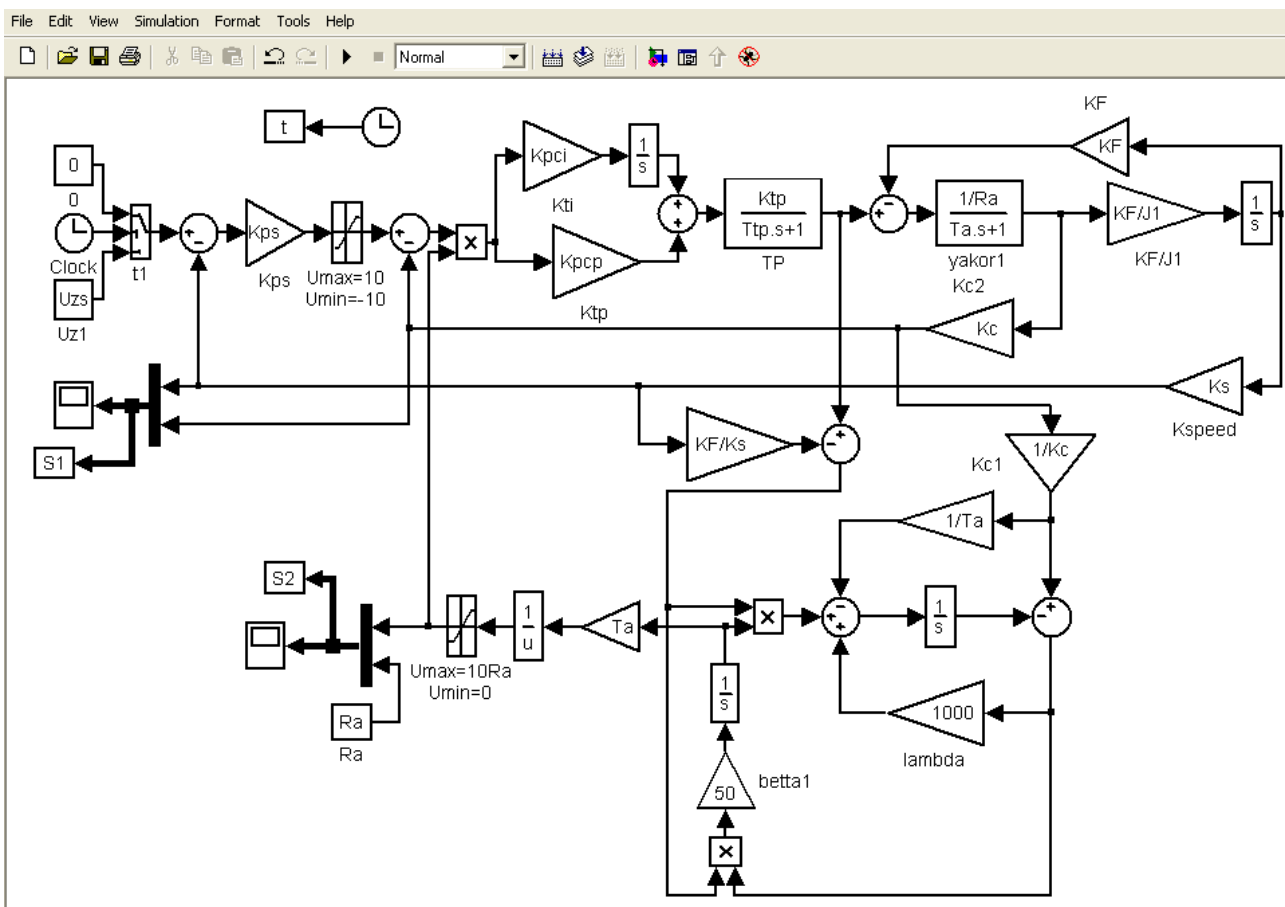 File Edit View Simulation Format Tools Help
Normal
t
0
0
Clock
t1
Uzs
Uz1
+
-
Kps
Kps
Umax=10
Umin=-10
+
-
×
Kpci
Kti
1
s
Kpcp
Ktp
+
+
Ktp
Ttp.s+1
TP
+
-
KF
KF
1/Ra
Ta.s+1
yakor1
Kc2
KF/J1
KF/J1
1
s
Kc
Ks
Kspeed
S1
KF/Ks
+
-
1/Kc
Kc1
1/Ta
S2
Umax=10Ra
Umin=0
1
u
Ta
×
-
+
+
1
s
+
-
Ra
Ra
1
s
1000
lambda
50
betta1
×